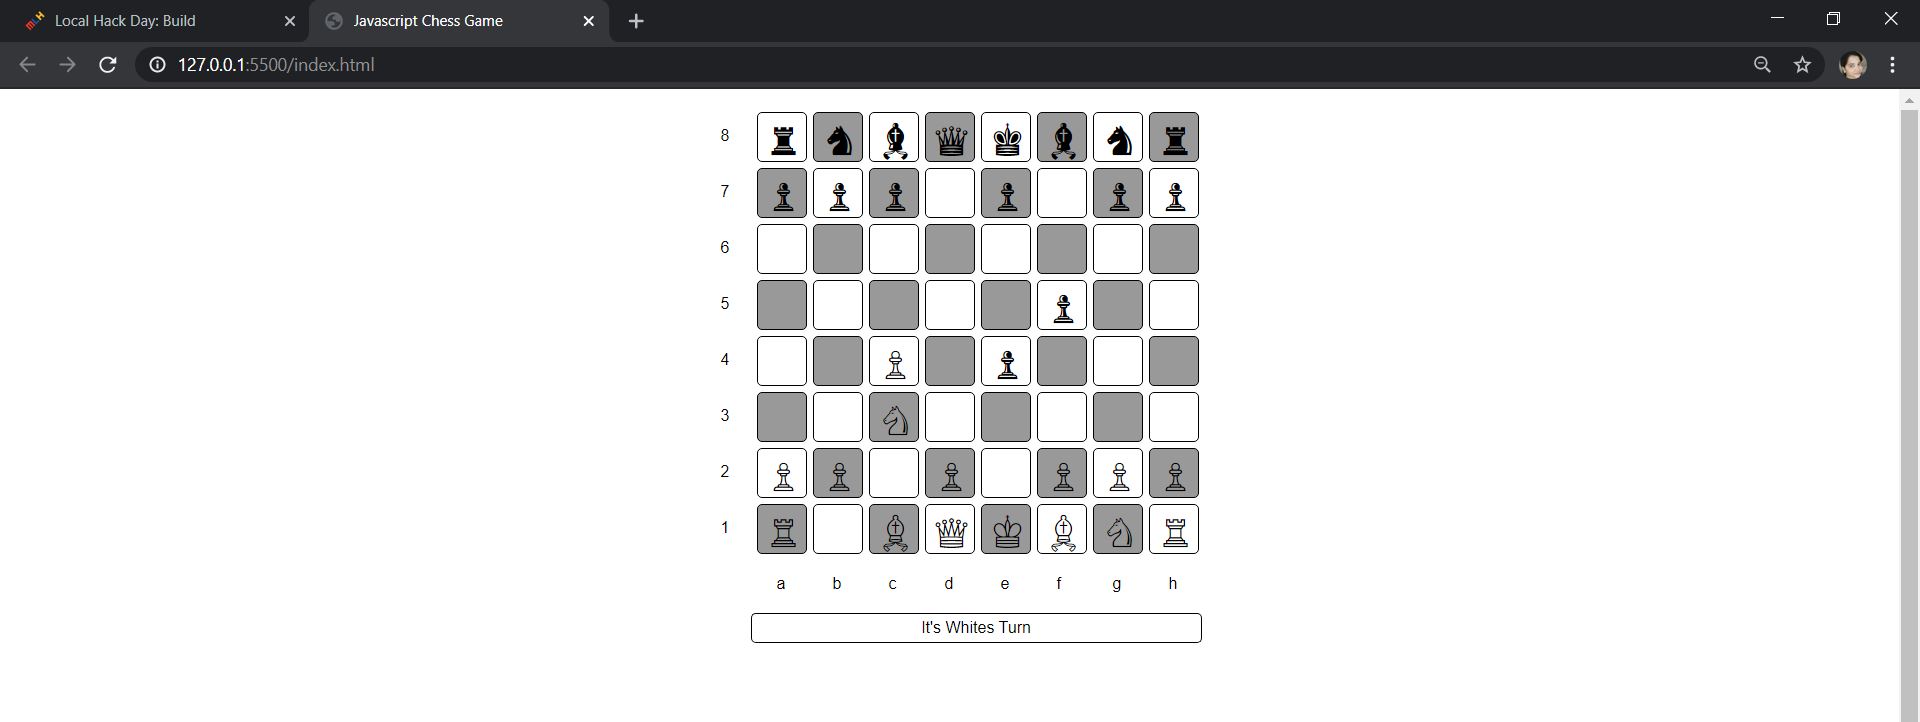 Local Hack Day: Build
Javascript Chess Game
127.0.0.1:5500/index.html
8
7
6
5
4
3
2
1
a b c d e f g h
It's Whites Turn